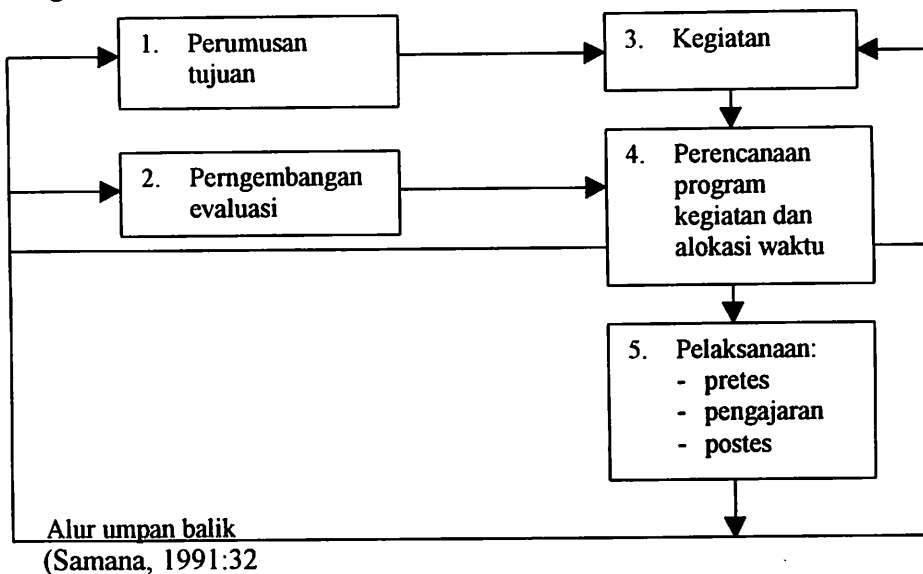 1. Perumusan
tujuan
2. Perngembangan
evaluasi
3. Kegiatan
4. Perencanaan
program
kegiatan dan
alokasi waktu
5. Pelaksanaan:
- pretes
- pengajaran
- postes
Alur umpan balik
(Samana, 1991:32